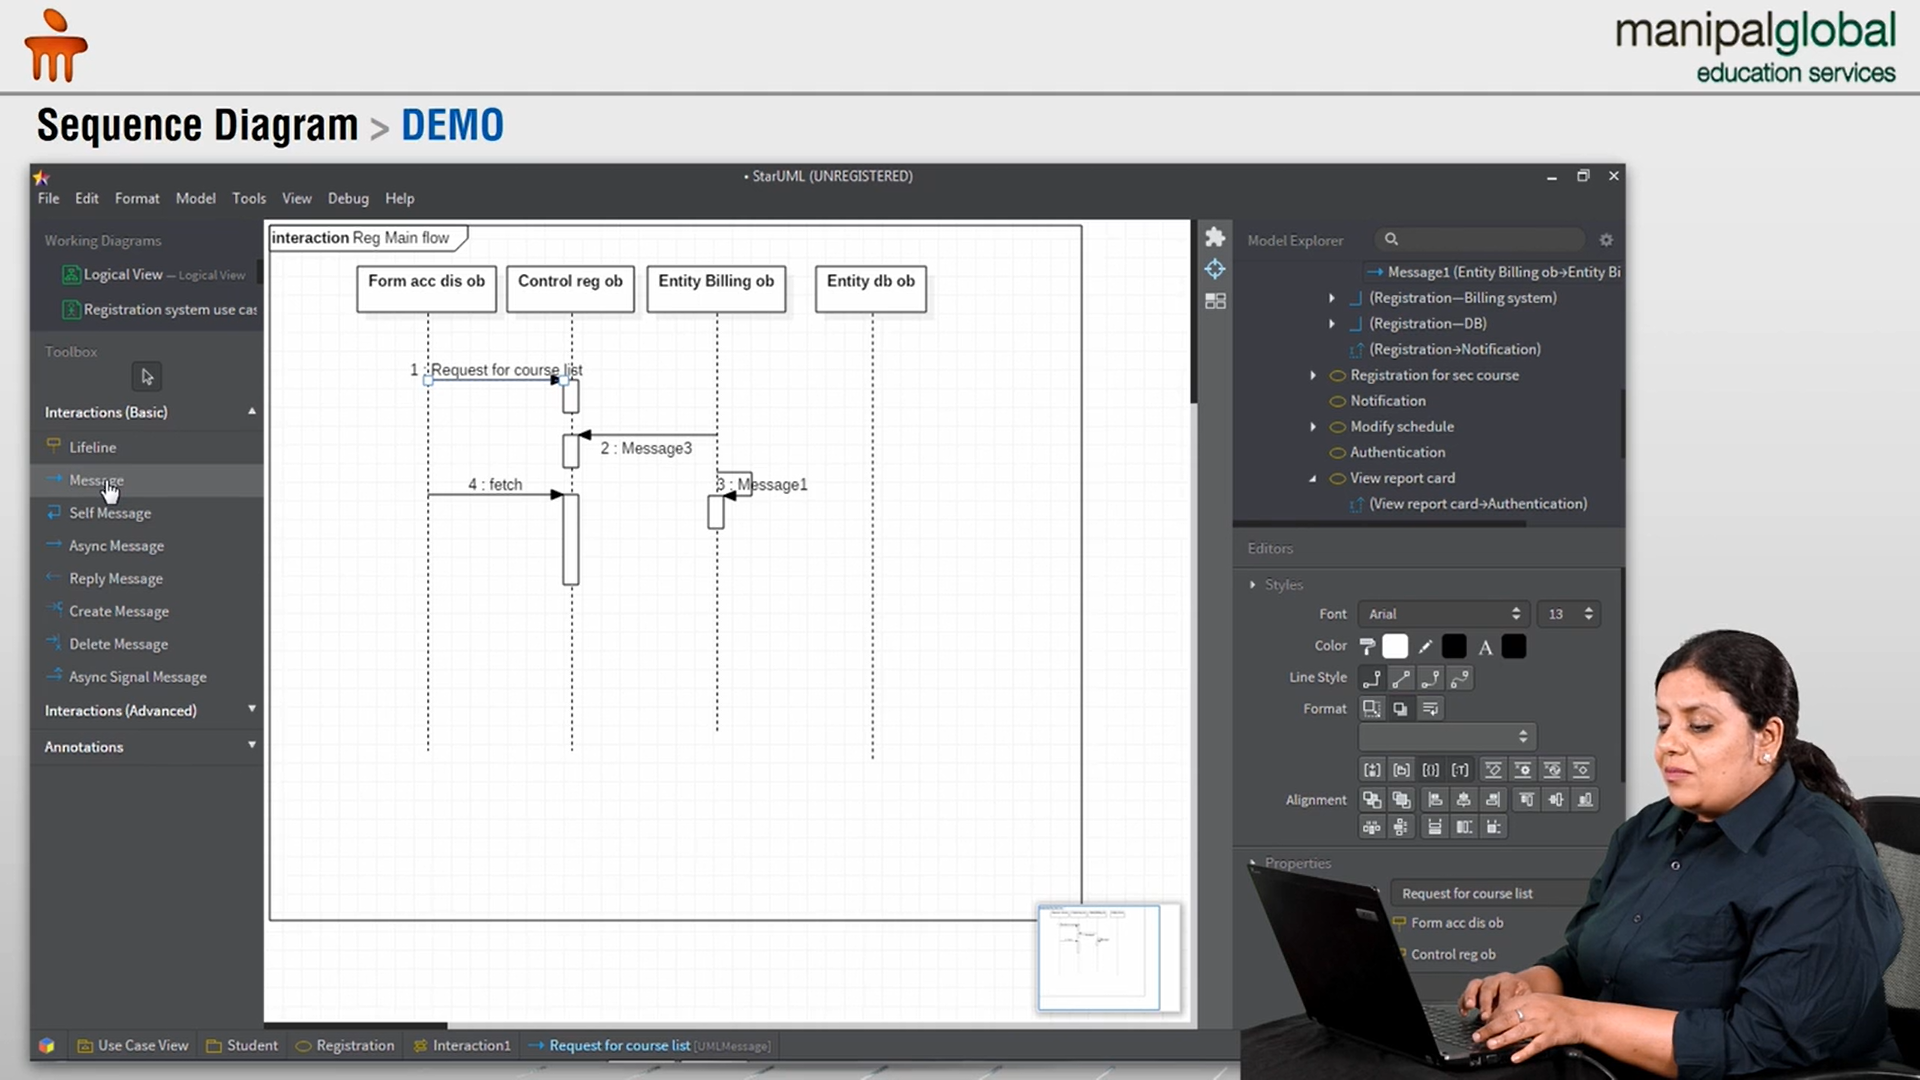 manipalglobal
education services
Sequence Diagram > DEMO
• StarUML (UNREGISTERED)
File Edit Format Model Tools View Debug Help
Working Diagrams
Logical View — Logical View
Registration system use cas
Toolbox
Interactions (Basic)
Lifeline
Message
Self Message
Async Message
Reply Message
Create Message
Delete Message
Async Signal Message
Interactions (Advanced)
Annotations
interaction Reg Main flow
Form acc dis ob
Control reg ob
Entity Billing ob
Entity db ob
1 : Request for course list
2 : Message3
4 : fetch
3 : Message1
Model Explorer
Message1 (Entity Billing ob→Entity Bi
(Registration—Billing system)
(Registration—DB)
(Registration→Notification)
Registration for sec course
Notification
Modify schedule
Authentication
View report card
(View report card→Authentication)
Editors
Styles
Font Arial 13
Color A
Line Style
Format
Alignment
Properties
Request for course list
Form acc dis ob
Control reg ob
Use Case View Student Registration Interaction1 Request for course list [UMLMessage]